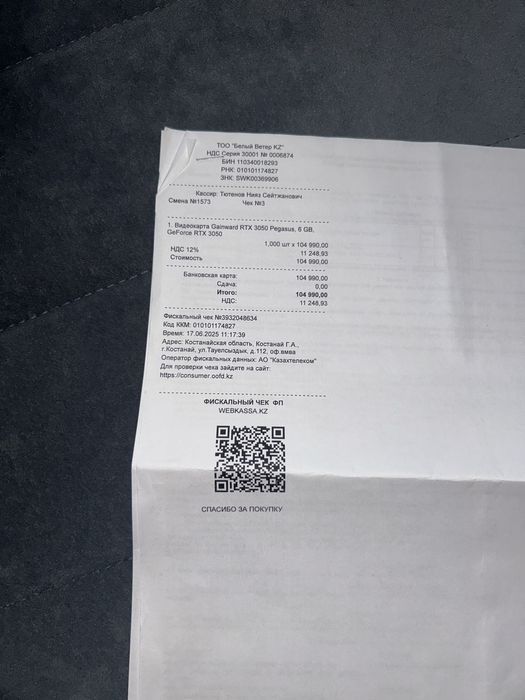 ТОО "Белый Ветер KZ"
НДС Серия 30001 № 0006874
БИН 110340018293
РНК: 010101174827
ЗНК: SWK00369906
Кассир: Тютенов Нияз Сейтжанович
Смена №1573 Чек №3
1. Видеокарта Gainward RTX 3050 Pegasus, 6 GB,
GeForce RTX 3050
1,000 шт x 104 990,00
НДС 12% 11 248,93
Стоимость 104 990,00
Банковская карта: 104 990,00
Сдача: 0,00
Итого: 104 990,00
НДС: 11 248,93
Фискальный чек №3932048634
Код ККМ: 010101174827
Время: 17.06.2025 11:17:39
Адрес: Костанайская область, Костанай Г.А.,
г.Костанай, ул.Тауелсыздык, д.112, оф.вмва
Оператор фискальных данных: АО "Казахтелеком"
Для проверки чека зайдите на сайт:
https://consumer.oofd.kz
ФИСКАЛЬНЫЙ ЧЕК ФП
WEBKASSA.KZ
СПАСИБО ЗА ПОКУПКУ